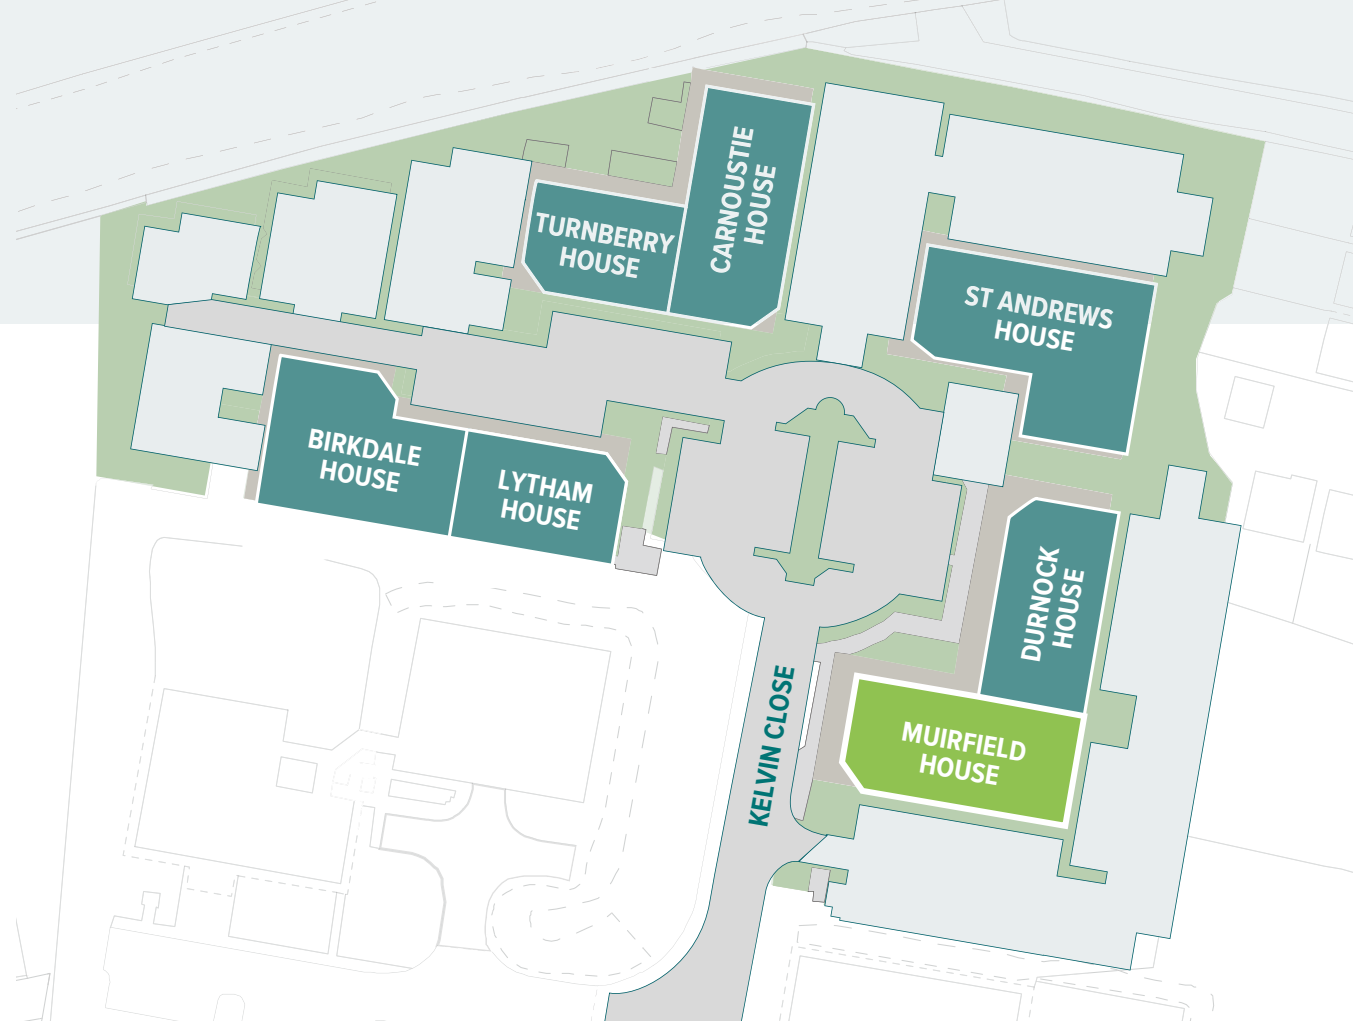 CARNOUSTIE
HOUSE
TURNBERRY
HOUSE
ST ANDREWS
HOUSE
BIRKDALE
HOUSE
LYTHAM
HOUSE
DURNOCK
HOUSE
KELVIN CLOSE
MUIRFIELD
HOUSE